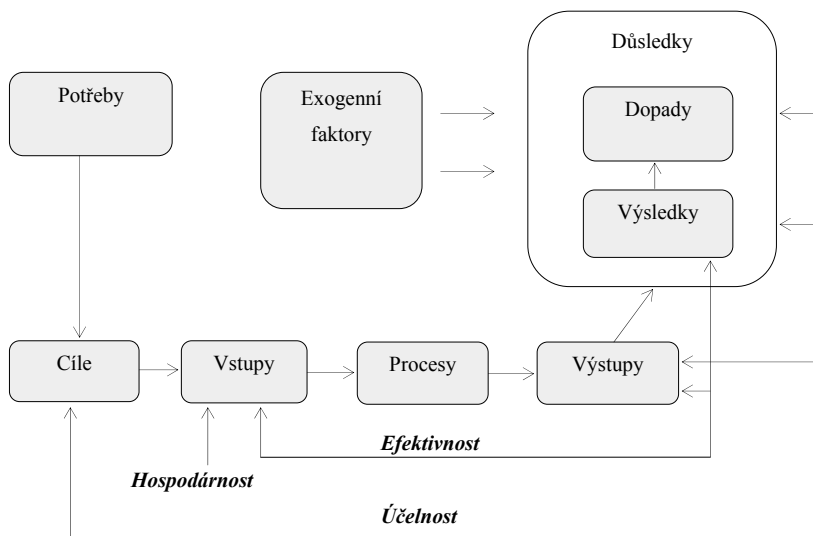 Důsledky
Potřeby
Exogenní
faktory
Dopady
Výsledky
Cíle
Vstupy
Procesy
Výstupy
Efektivnost
Hospodárnost
Účelnost